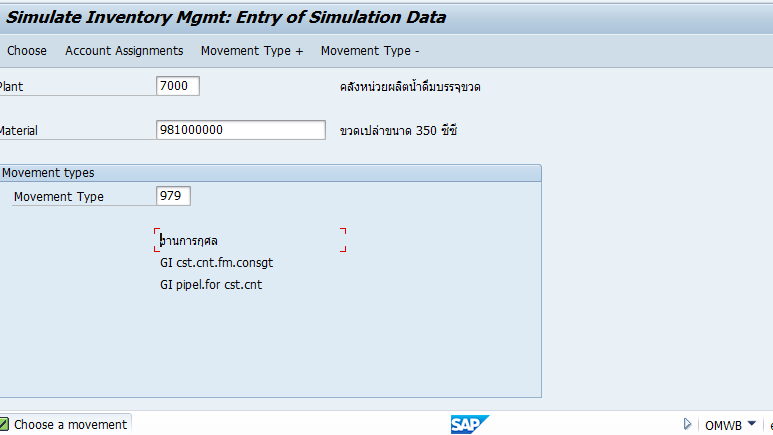 Simulate Inventory Mgmt: Entry of Simulation Data
Choose Account Assignments Movement Type + Movement Type -
Plant 7000 คลังหน่วยผลิตน้ำดื่มบรรจุขวด
Material 981000000 ขวดเปล่าขนาด 350 ซีซี
Movement types
Movement Type 979
งานการกุศล
GI cst.cnt.fm.consgt
GI pipel.for cst.cnt
Choose a movement SAP OMWB